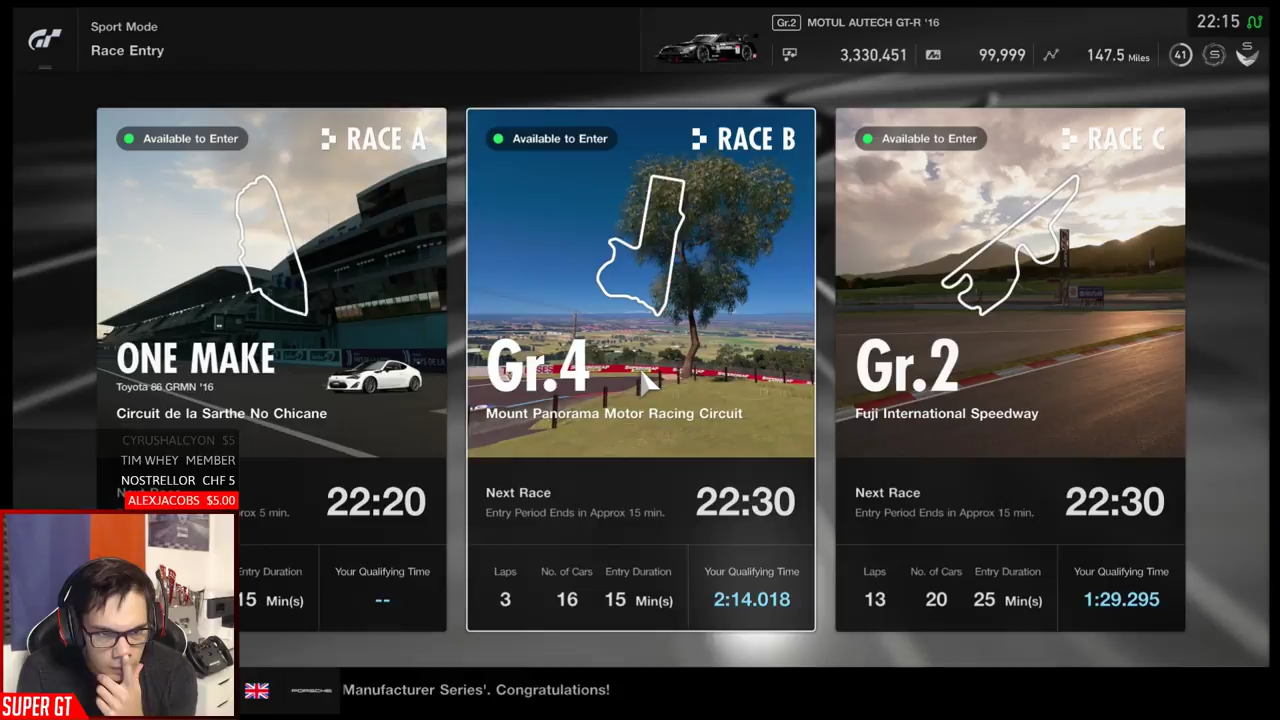 Sport Mode
Race Entry
Gr.2 MOTUL AUTECH GT-R '16
22:15
3,330,451
99,999
147.5 Miles
41
S
S
Available to Enter
RACE A
ONE MAKE
Toyota 86 GRMN '16
Circuit de la Sarthe No Chicane
22:20
approx 5 min.
Entry Duration
15 Min(s)
Your Qualifying Time
--
Available to Enter
RACE B
Gr.4
Mount Panorama Motor Racing Circuit
Next Race
Entry Period Ends in Approx 15 min.
22:30
Laps
3
No. of Cars
16
Entry Duration
15 Min(s)
Your Qualifying Time
2:14.018
Available to Enter
RACE C
Gr.2
Fuji International Speedway
Next Race
Entry Period Ends in Approx 15 min.
22:30
Laps
13
No. of Cars
20
Entry Duration
25 Min(s)
Your Qualifying Time
1:29.295
CYRUSHALCYON $5
TIM WHEY MEMBER
NOSTRELLOR CHF 5
ALEXJACOBS $5.00
SUPER GT
PORSCHE
Manufacturer Series'. Congratulations!